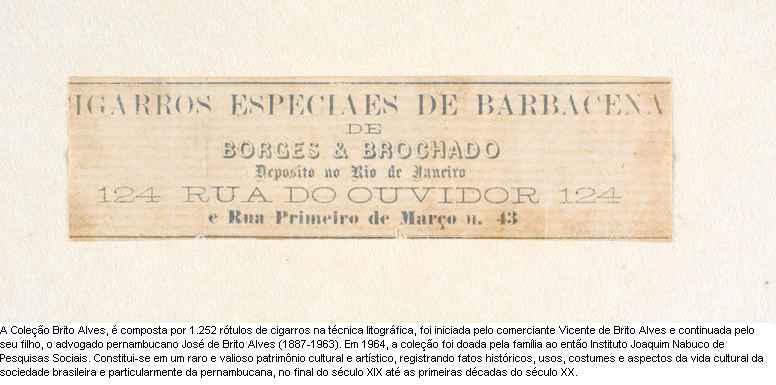 IGARROS ESPECIAES DE BARBACENA
DE
BORGES & BROCHADO
Deposito no Rio de Janeiro
124 RUA DO OUVIDOR 124
e Rua Primeiro de Março n. 43
A Coleção Brito Alves, é composta por 1.252 rótulos de cigarros na técnica litográfica, foi iniciada pelo comerciante Vicente de Brito Alves e continuada pelo
seu filho, o advogado pernambucano José de Brito Alves (1887-1963). Em 1964, a coleção foi doada pela família ao então Instituto Joaquim Nabuco de
Pesquisas Sociais. Constitui-se em um raro e valioso patrimônio cultural e artístico, registrando fatos históricos, usos, costumes e aspectos da vida cultural da
sociedade brasileira e particularmente da pernambucana, no final do século XIX até as primeiras décadas do século XX.